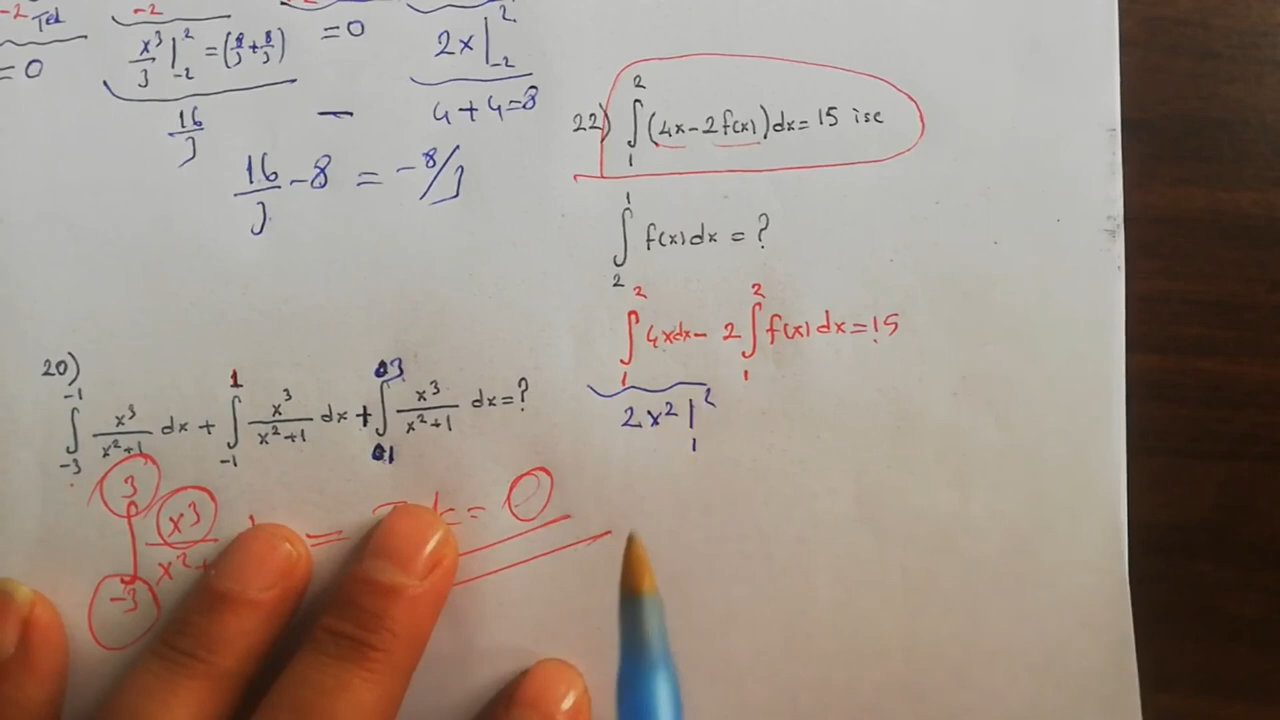 -2 Tek
= 0
-2
x³/3 |₋₂² = (8/3 + 8/3)
= 0
2x |₋₂²
16/3 - 4 + 4 = 8
16/3 - 8 = -8/3
22) ∫₁² (4x - 2f(x)) dx = 15 ise
∫₂¹ f(x) dx = ?
∫₁² 4x dx - 2 ∫₁² f(x) dx = 15
2x² |₁²
20)
∫₋₃⁻¹ x³/x²+1 dx + ∫₋₁¹ x³/x²+1 dx + ∫₁³ x³/x²+1 dx = ?
∫₋₃³ x³/x²+ = = 0